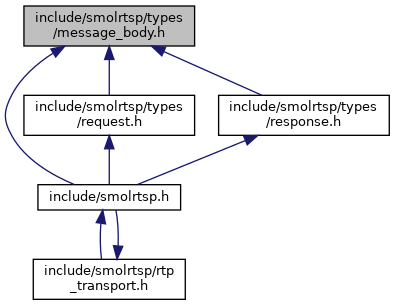 include/smolrtsp/types
/message_body.h
include/smolrtsp/types
/request.h
include/smolrtsp/types
/response.h
include/smolrtsp.h
include/smolrtsp/rtp
_transport.h